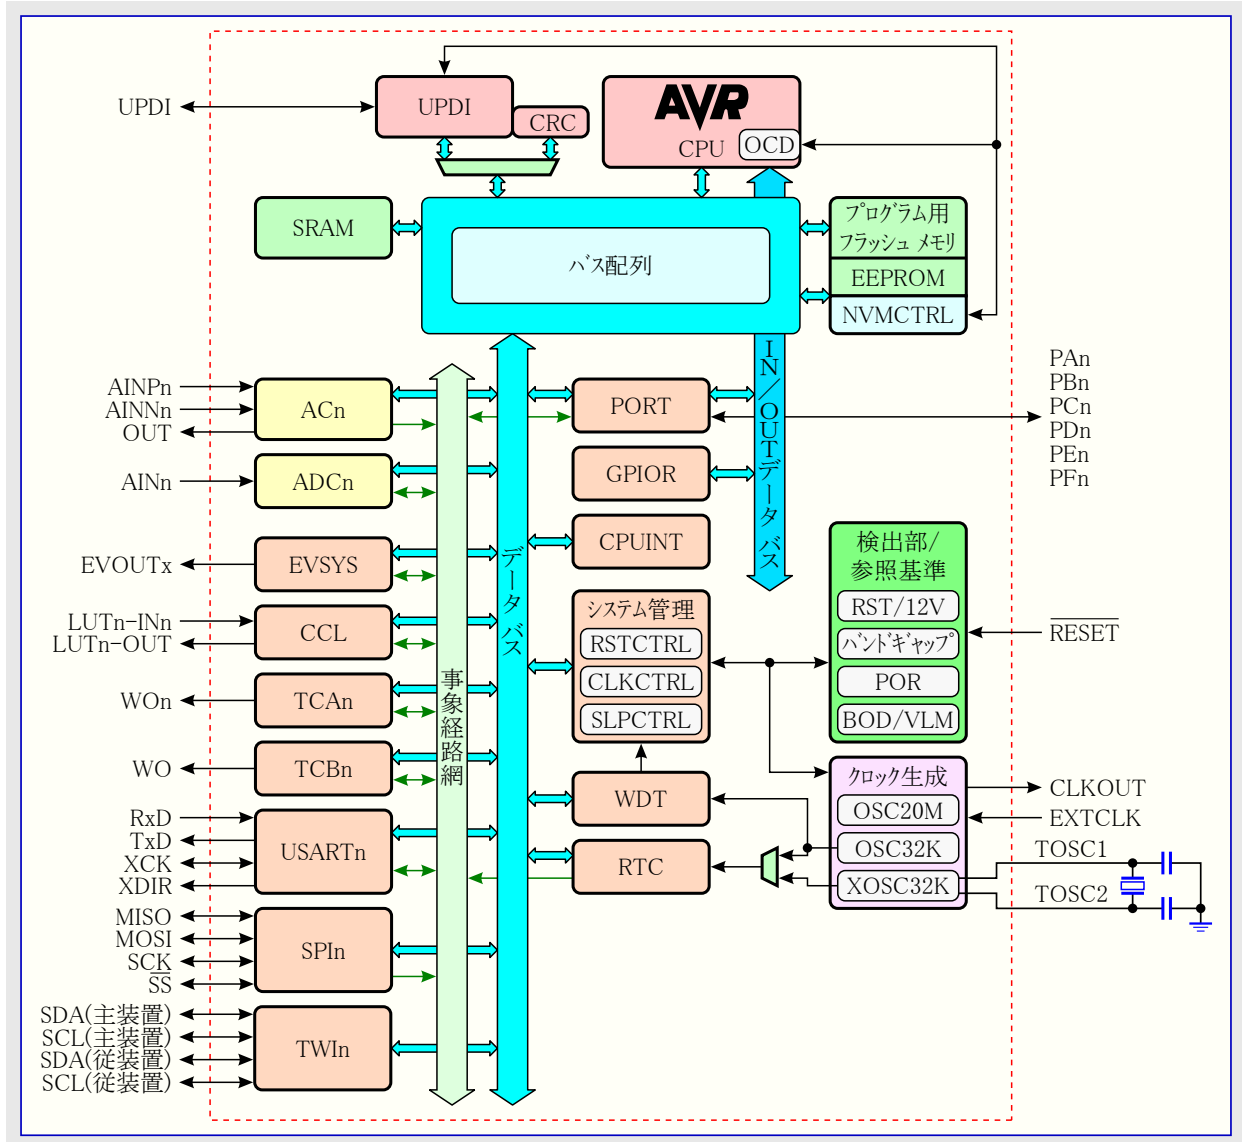 UPDI
UPDI
CRC
AVR
CPU
OCD
SRAM
バス配列
プログラム用
フラッシュ メモリ
EEPROM
NVMCTRL
AINPn
AINNn
OUT
ACn
PORT
IN/OUTデータ バス
PAn
PBn
PCn
PDn
PEn
PFn
AINn
ADCn
GPIOR
CPUINT
EVOUTx
EVSYS
データ バス
LUTn-INn
LUTn-OUT
CCL
事象経路網
システム管理
RSTCTRL
CLKCTRL
SLPCTRL
検出部/
参照基準
RST/12V
バンドギャップ
POR
BOD/VLM
RESET
WOn
TCAn
WO
TCBn
WDT
クロック生成
OSC20M
OSC32K
XOSC32K
CLKOUT
EXTCLK
TOSC1
TOSC2
RxD
TxD
XCK
XDIR
USARTn
RTC
MISO
MOSI
SCK
SS
SPIn
SDA(主装置)
SCL(主装置)
SDA(従装置)
SCL(従装置)
TWIn